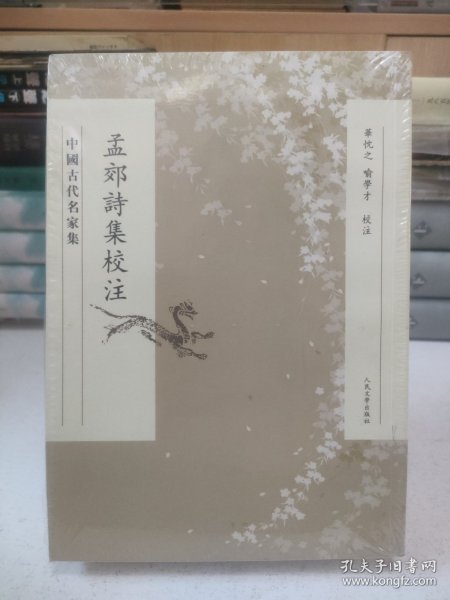 孟郊詩集校注
中國古代名家集
華忱之 喻學才 校注
人民文學出版社
孔夫子旧书网
www.kongfz.com